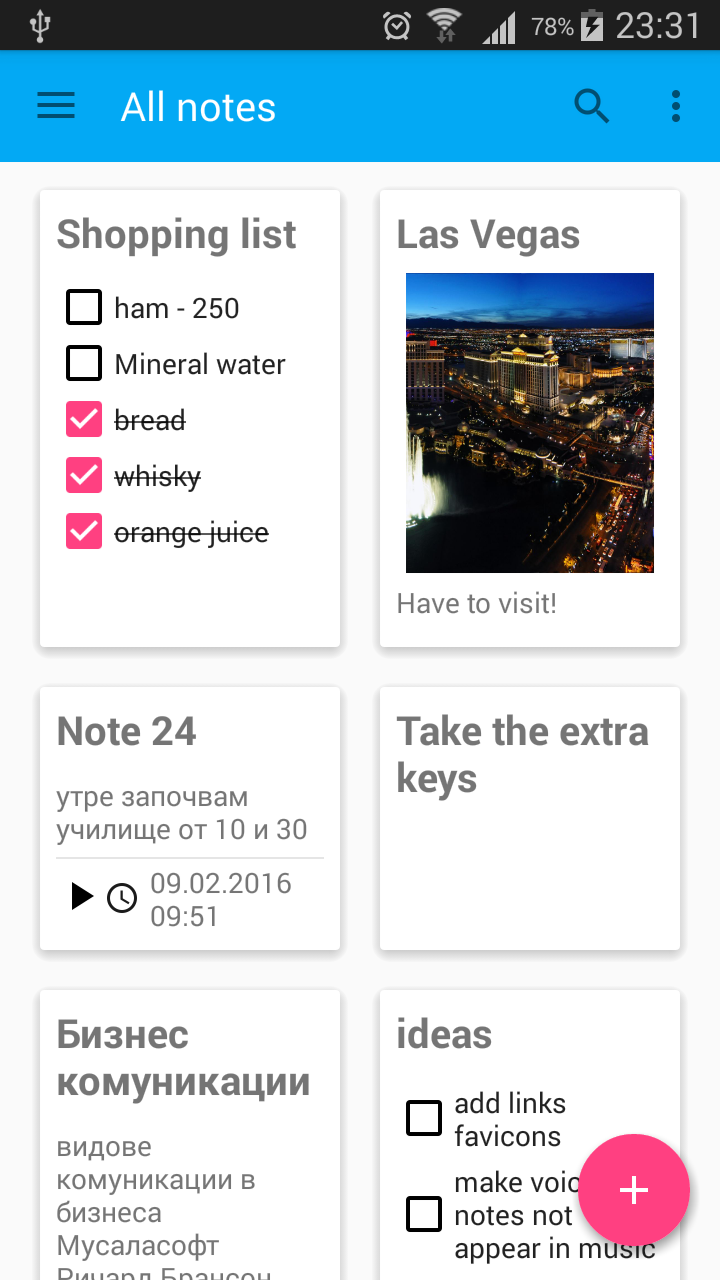 78% 23:31
All notes
Shopping list
ham - 250
Mineral water
bread
whisky
orange juice
Las Vegas
Have to visit!
Note 24
утре започвам
училище от 10 и 30
09.02.2016
09:51
Take the extra
keys
Бизнес
комуникации
видове
комуникации в
бизнеса
Мусаласофт
Ричард Брансон
ideas
add links
favicons
make voic
notes not
appear in music